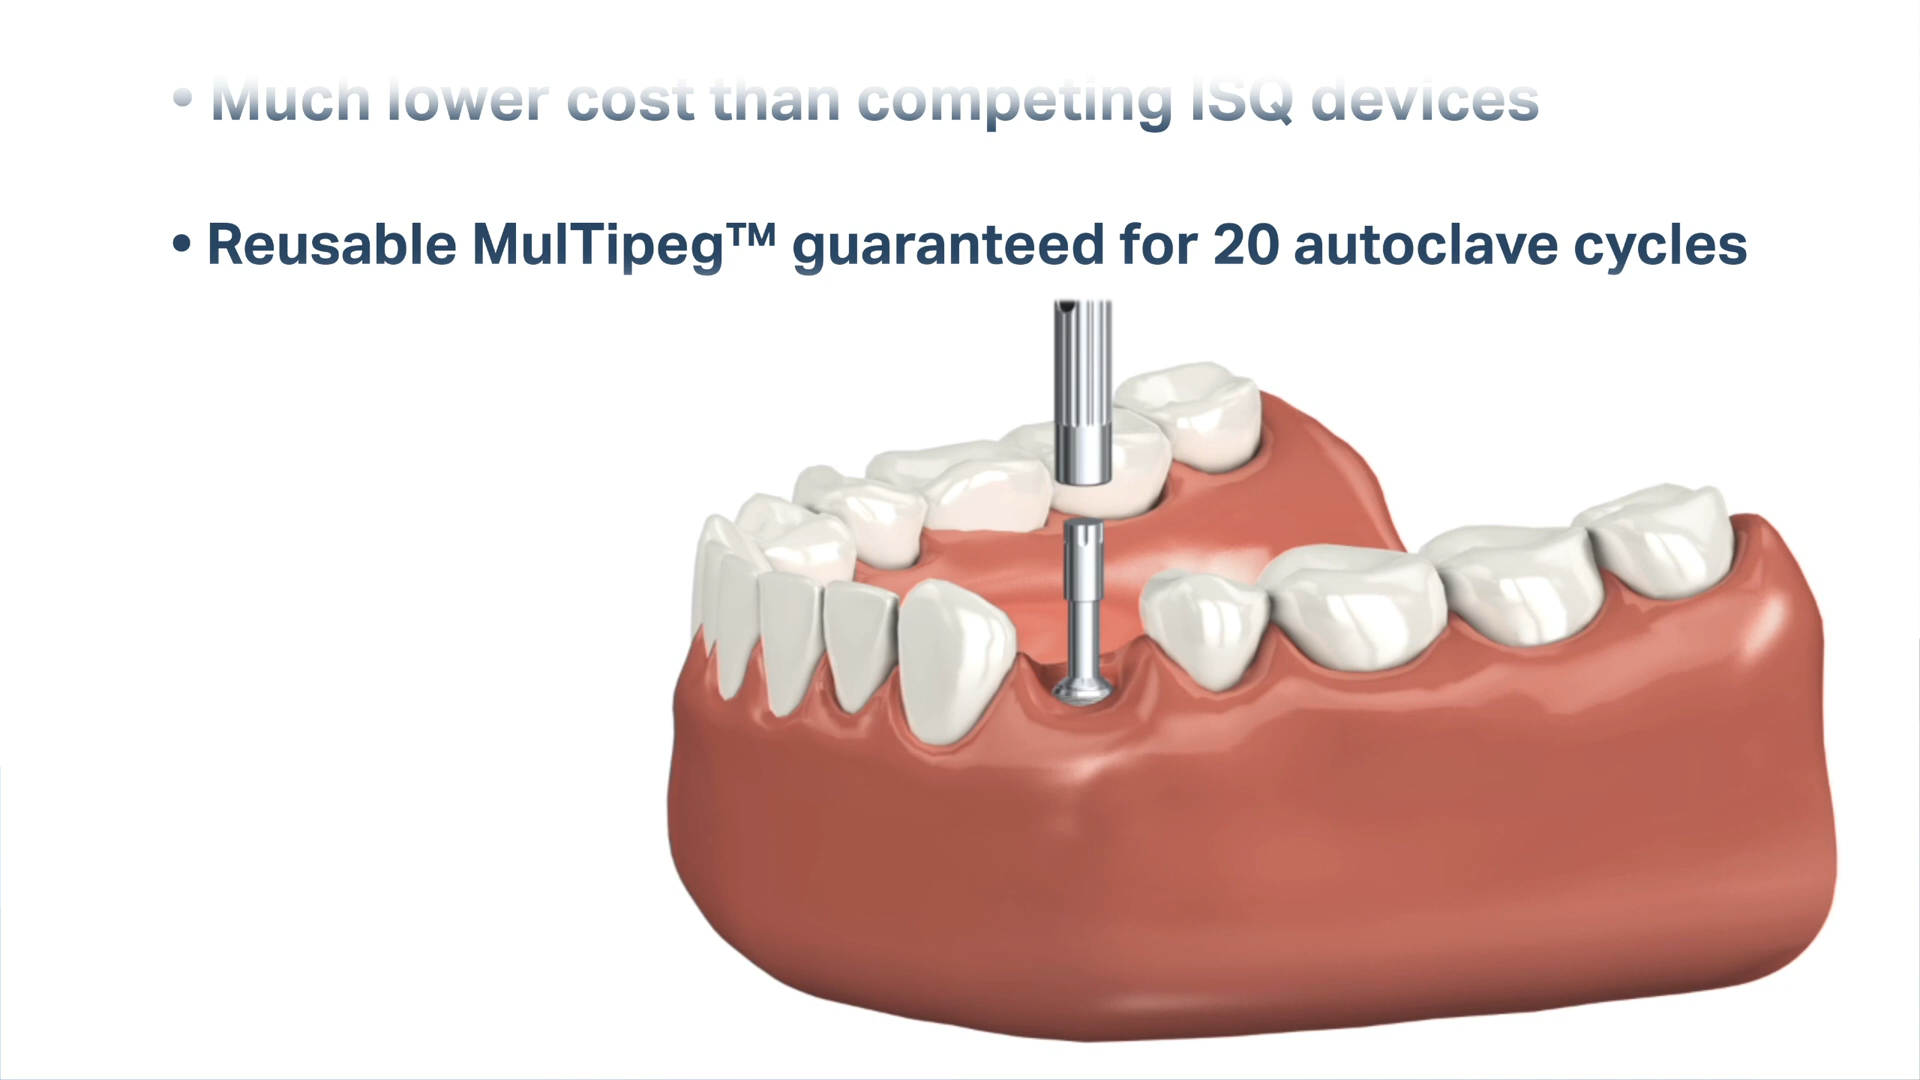 • Much lower cost than competing ISQ devices
• Reusable MulTipeg™ guaranteed for 20 autoclave cycles